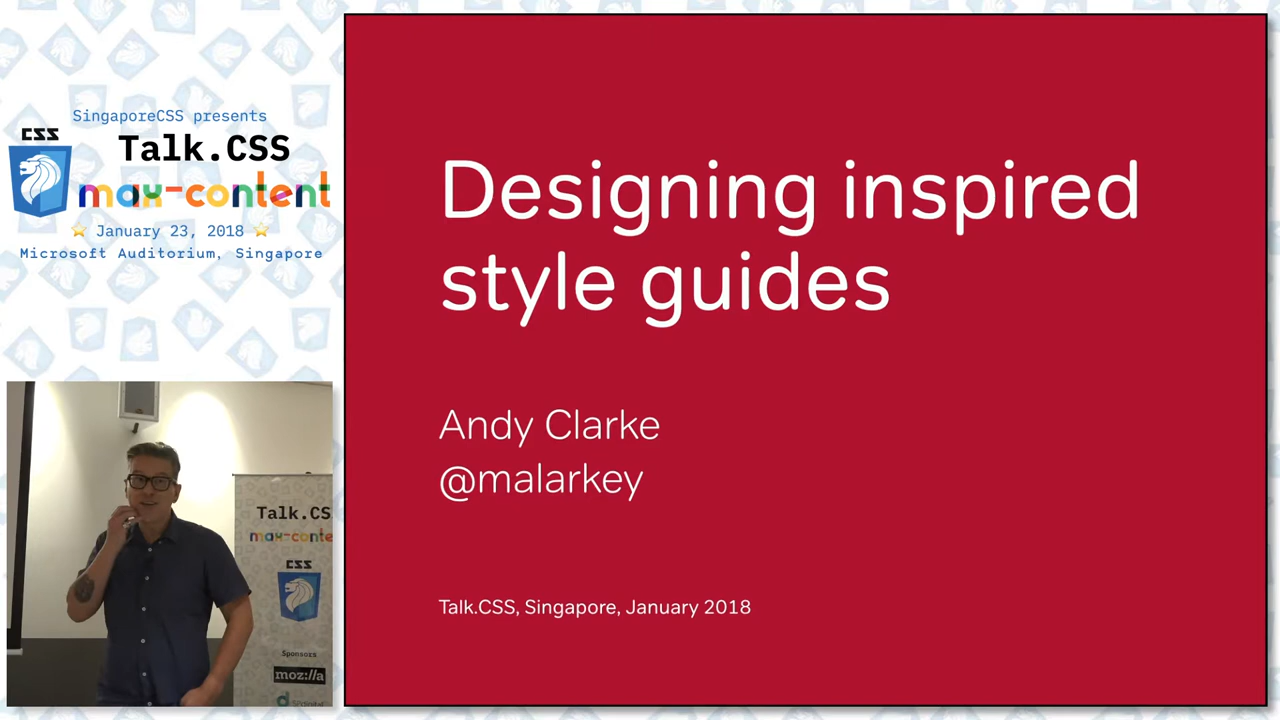 SingaporeCSS presents
CSS
Talk.CSS
max-content
January 23, 2018
Microsoft Auditorium, Singapore
Designing inspired
style guides
Andy Clarke
@malarkey
Talk.CSS, Singapore, January 2018
Talk.CS
max-conte
CSS
Sponsors
moz://a